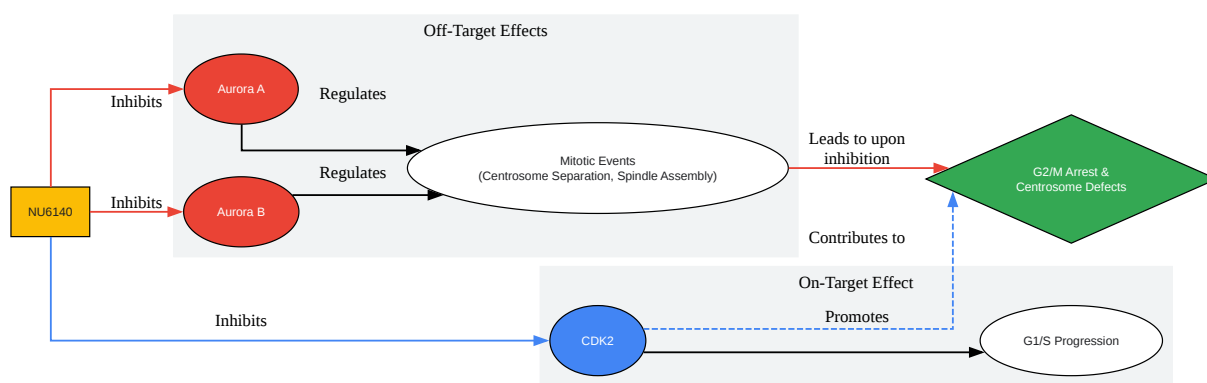 Off-Target Effects
Aurora A
Inhibits
Regulates
Leads to upon
inhibition
Mitotic Events
(Centrosome Separation, Spindle Assembly)
G2/M Arrest &
Centrosome Defects
Regulates
Inhibits
NU6140
Aurora B
Contributes to
On-Target Effect
Inhibits
Promotes
CDK2
G1/S Progression